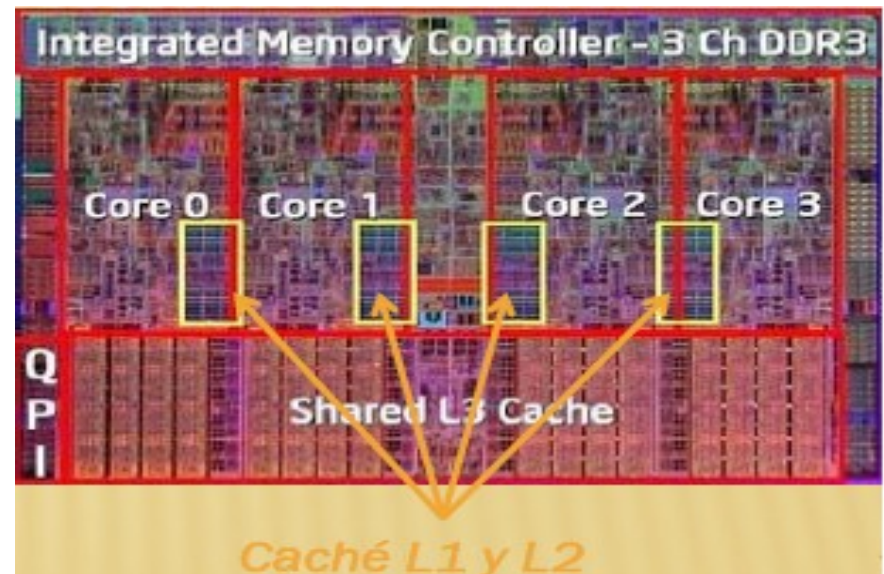 Integrated Memory Controller - 3 Ch DDR3
Core 0
Core 1
Core 2
Core 3
QPI
Shared L3 Cache
Caché L1 y L2